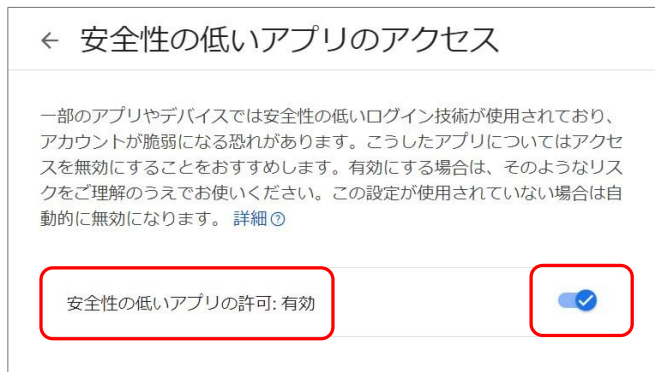 ← 安全性の低いアプリのアクセス
一部のアプリやデバイスでは安全性の低いログイン技術が使用されており、
アカウントが脆弱になる恐れがあります。こうしたアプリについてはアクセ
スを無効にすることをおすすめします。有効にする場合は、そのようなリス
クをご理解のうえでお使いください。この設定が使用されていない場合は自
動的に無効になります。 詳細
安全性の低いアプリの許可: 有効